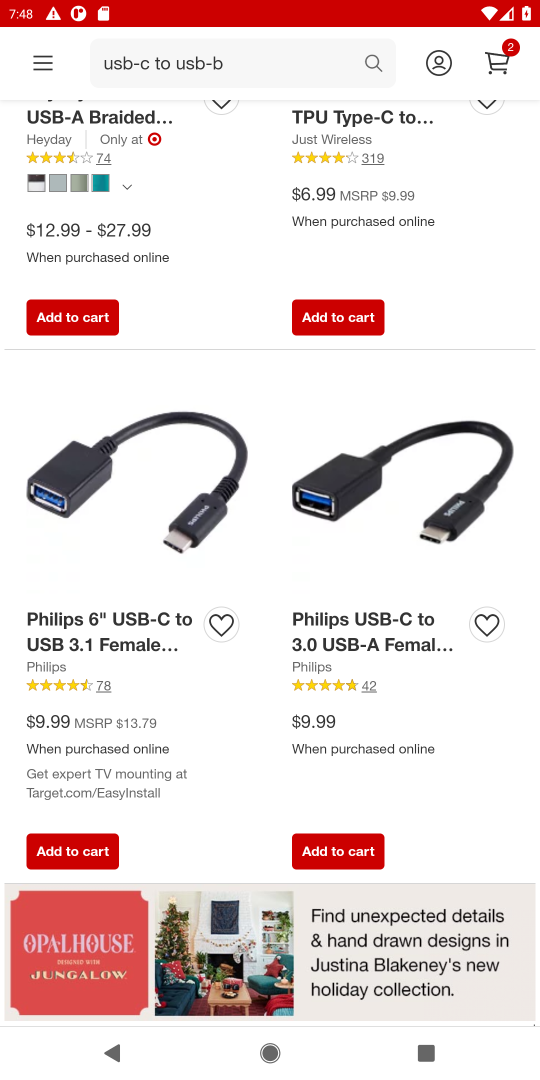 7:48
usb-c to usb-b
2
USB-A Braided...
Heyday
Only at
74
$12.99 - $27.99
When purchased online
Add to cart
TPU Type-C to...
Just Wireless
319
$6.99 MSRP $9.99
When purchased online
Add to cart
PHILIPS
PHILIPS
Philips 6" USB-C to
USB 3.1 Female...
Philips
78
$9.99 MSRP $13.79
When purchased online
Get expert TV mounting at
Target.com/EasyInstall
Add to cart
Philips USB-C to
3.0 USB-A Femal...
Philips
42
$9.99
When purchased online
Add to cart
OPALHOUSE
DESIGNED WITH
JUNGALOW
Find unexpected details
& hand drawn designs in
Justina Blakeney's new
holiday collection.